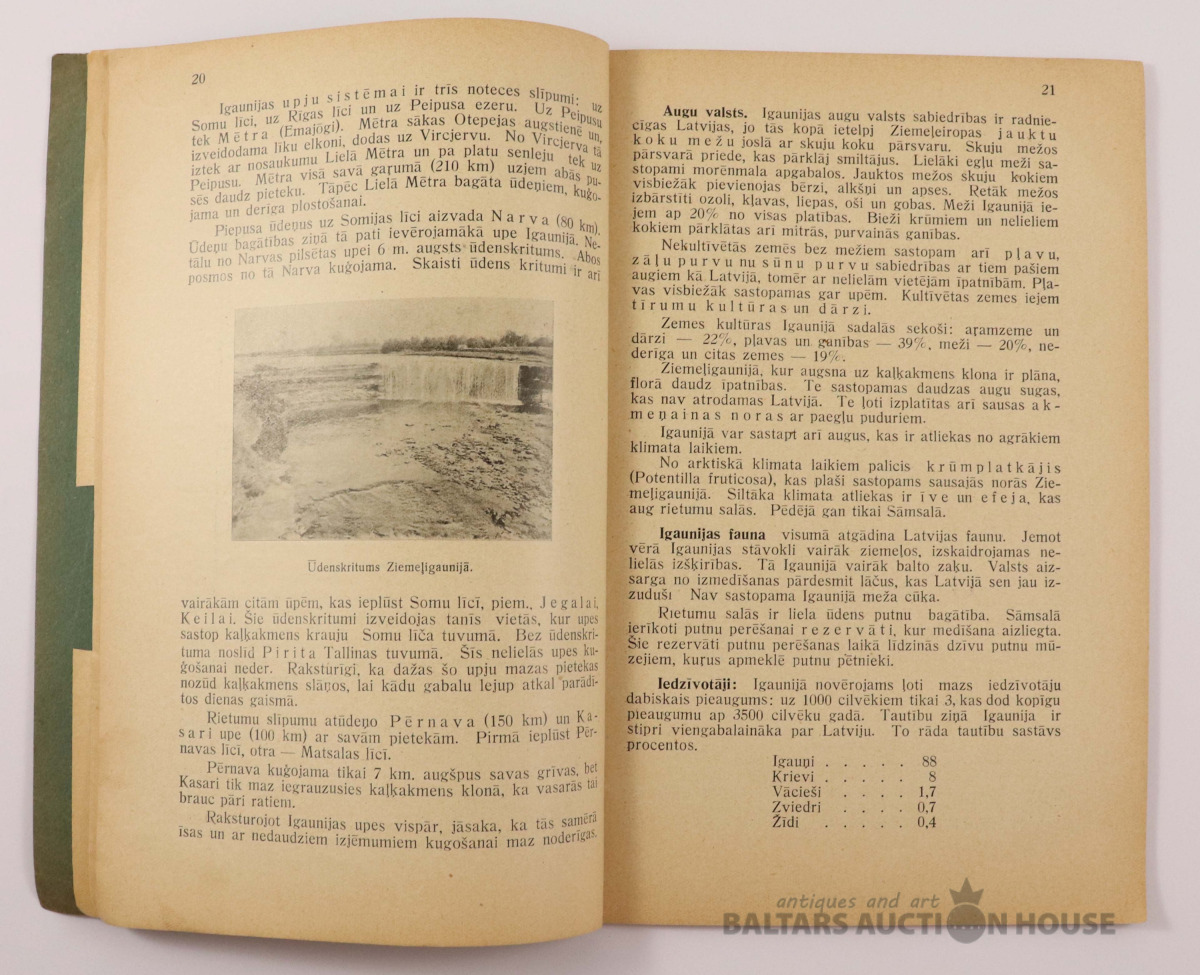 20
Igaunijas upju sistēmai ir trīs noteces slīpumi: uz
Somu līci, uz Rīgas līci un uz Peipusa ezeru. Uz Peipusu
tek Mētra (Emajōgi). Mētra sākas Otepejas augstienē un,
izveidodama līku elkoni, dodas uz Vircjervu. No Vircjerva tā
iztek ar nosaukumu Lielā Mētra un pa platu senleju tek uz
Peipusu. Mētra visā savā gaŗumā (210 km) uzjem abās pu-
sēs daudz pieteku. Tāpēc Lielā Mētra bagāta ūdeņiem, kuģo-
jama un derīga plostošanai.
Piepusa ūdeņus uz Somijas līci aizvada Narva (80 km).
Ūdeņu bagātības ziņā tā pati ievērojamākā upe Igaunijā. Ne-
tālu no Narvas pilsētas upei 6 m. augsts ūdenskritums. Abos
posmos no tā Narva kuģojama. Skaisti ūdens kritumi ir arī
Ūdenskritums Ziemeļigaunijā.
vairākām citām ūpēm, kas ieplūst Somu līcī, piem., Jegalai,
Keilai. Šie ūdenskritumi izveidojas tanīs vietās, kur upes
sastop kaļķakmens krauju Somu līča tuvumā. Bez ūdenskri-
tuma noslīd Pirita Tallinas tuvumā. Šīs nelielās upes ku-
ģošanai neder. Raksturīgi, ka dažas šo upju mazas pietekas
nozūd kaļķakmens slāņos, lai kādu gabalu lejup atkal parādī-
tos dienas gaismā.
Rietumu slīpumu atūdeņo Pērnava (150 km) un Ka-
sari upe (100 km) ar savām pietekām. Pirmā ieplūst Pēr-
navas līcī, otra — Matsalas līcī.
Pērnava kuģojama tikai 7 km. augšpus savas grīvas, bet
Kasari tik maz iegrauzusies kaļķakmens klonā, ka vasarās tai
brauc pāri ratiem.
Raksturojot Igaunijas upes vispār, jāsaka, ka tās samērā
īsas un ar nedaudziem izjēmumiem kugošanai maz noderīgas.
21
Augu valsts. Igaunijas augu valsts sabiedrības ir radnie-
cīgas Latvijas, jo tās kopā ietelpj Ziemeļeiropas jauktu
koku mežu joslā ar skuju koku pārsvaru. Skuju mežos
pārsvarā priede, kas pārklāj smiltājus. Lielāki egļu meži sa-
stopami morēnmala apgabalos. Jauktos mežos skuju kokiem
visbiežāk pievienojas bērzi, alkšņi un apses. Retāk mežos
izbārstīti ozoli, kļavas, liepas, oši un gobas. Meži Igaunijā ie-
jem ap 20% no visas platības. Bieži krūmiem un nelieliem
kokiem pārklātas arī mitrās, purvainās ganības.
Nekultīvētās zemēs bez mežiem sastopam arī pļavu,
zāļu purvu nu sūnu purvu sabiedrības ar tiem pašiem
augiem kā Latvijā, tomēr ar nelielām vietējām īpatnībām. Pļa-
vas visbiežāk sastopamas gar upēm. Kultīvētas zemes iejem
tīrumu kultūras un dārzi.
Zemes kultūras Igaunijā sadalās sekoši: aŗamzeme un
dārzi — 22%, pļavas un ganības — 39%, meži — 20%, ne-
derīga un citas zemes — 19%.
Ziemeļigaunijā, kur augsna uz kaļķakmens klona ir plāna,
florā daudz īpatnības. Te sastopamas daudzas augu sugas,
kas nav atrodamas Latvijā. Te ļoti izplatītas arī sausas ak-
meņainas noras ar paegļu puduriem.
Igaunijā var sastapt arī augus, kas ir atliekas no agrākiem
klimata laikiem.
No arktiskā klimata laikiem palicis krūmplatkājis
(Potentilla fruticosa), kas plaši sastopams sausajās norās Zie-
meļigaunijā. Siltāka klimata atliekas ir īve un efeja, kas
aug rietumu salās. Pēdējā gan tikai Sāmsalā.
Igaunijas fauna visumā atgādina Latvijas faunu. Jemot
vērā Igaunijas stāvokli vairāk ziemeļos, izskaidrojamas ne-
lielās izšķirības. Tā Igaunijā vairāk balto zaķu. Valsts aiz-
sarga no izmedīšanas pārdesmit lāčus, kas Latvijā sen jau iz-
zuduši Nav sastopama Igaunijā meža cūka.
Rietumu salās ir liela ūdens putnu bagātība. Sāmsalā
ierīkoti putnu perēšanai rezervāti, kur medīšana aizliegta.
Šie rezervāti putnu perēšanas laikā līdzinās dzīvu putnu mū-
zejiem, kuŗus apmeklē putnu pētnieki.
Iedzīvotāji: Igaunijā novērojams ļoti mazs iedzīvotāju
dabiskais pieaugums: uz 1000 cilvēkiem tikai 3, kas dod kopīgu
pieaugumu ap 3500 cilvēku gadā. Tautību ziņā Igaunija ir
stipri viengabalaināka par Latviju. To rāda tautību sastāvs
procentos.
Igauņi . . . . . 88
Krievi . . . . . 8
Vācieši . . . . 1,7
Zviedri . . . . 0,7
Žīdi . . . . . 0,4
antiques and art
BALTARS AUCTION HOUSE